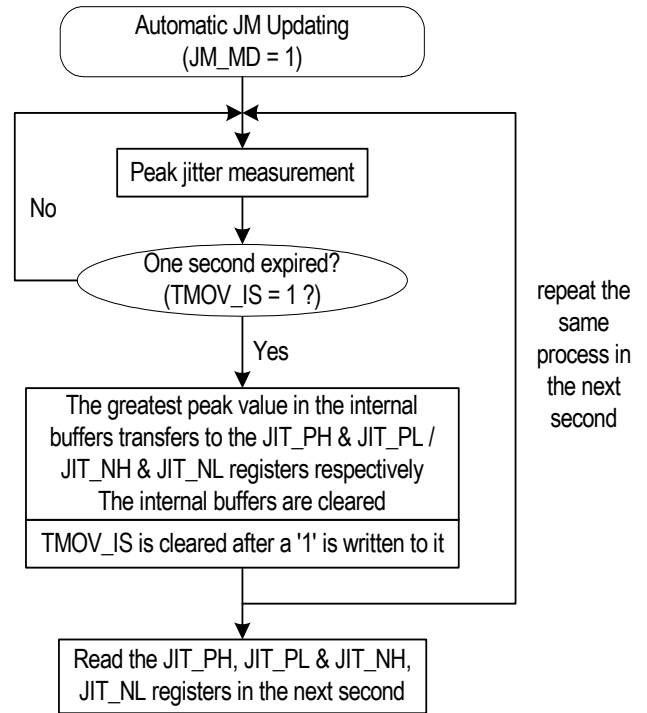 Automatic JM Updating
(JM_MD = 1)
Peak jitter measurement
No
One second expired?
(TMOV_IS = 1 ?)
Yes
repeat the
same
process in
the next
second
The greatest peak value in the internal
buffers transfers to the JIT_PH & JIT_PL /
JIT_NH & JIT_NL registers respectively
The internal buffers are cleared
TMOV_IS is cleared after a '1' is written to it
Read the JIT_PH, JIT_PL & JIT_NH,
JIT_NL registers in the next second